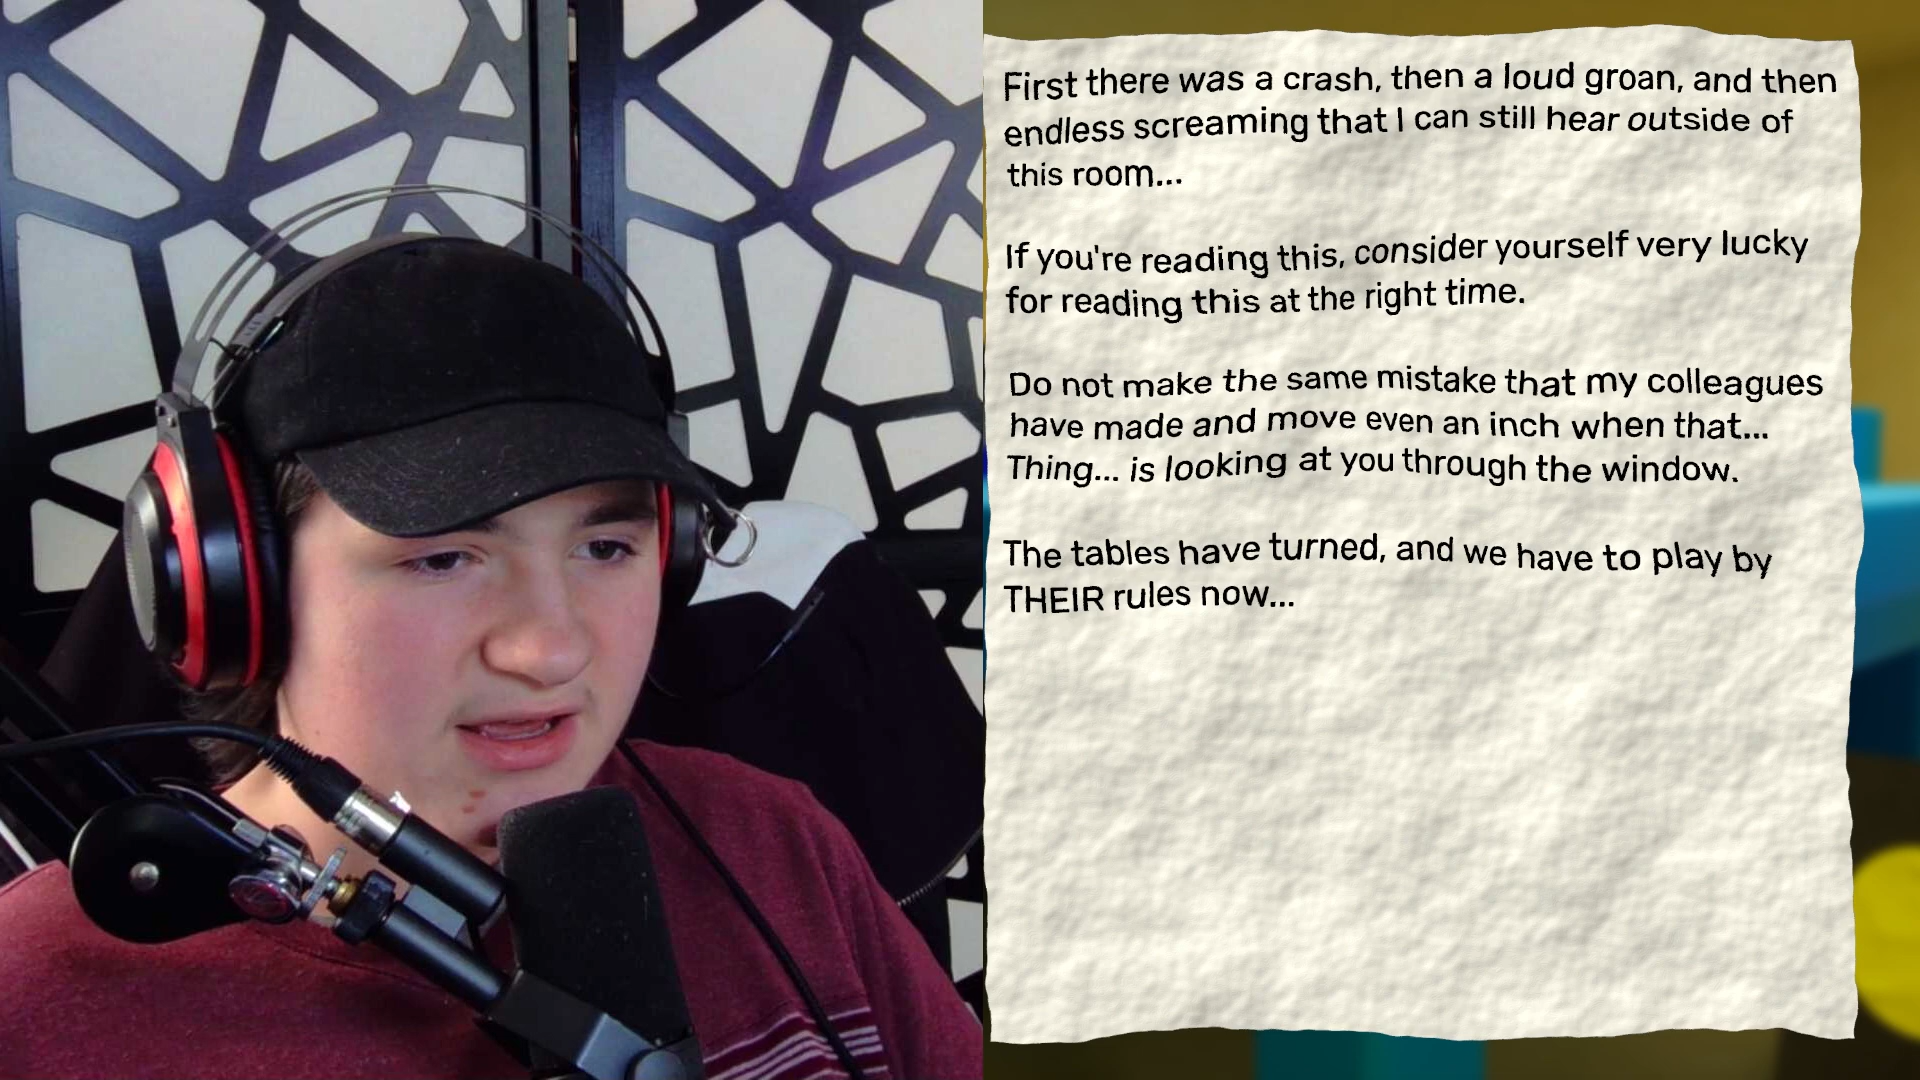 First there was a crash, then a loud groan, and then
endless screaming that I can still hear outside of
this room...
If you're reading this, consider yourself very lucky
for reading this at the right time.
Do not make the same mistake that my colleagues
have made and move even an inch when that...
Thing... is looking at you through the window.
The tables have turned, and we have to play by
THEIR rules now...